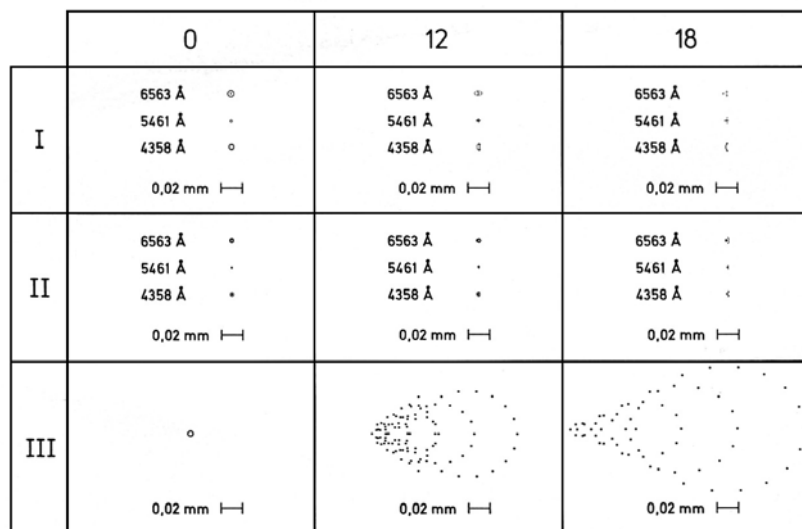 0 12 18
I
6563 Å 6563 Å 6563 Å
5461 Å 5461 Å 5461 Å
4358 Å 4358 Å 4358 Å
0,02 mm 0,02 mm 0,02 mm
II
6563 Å 6563 Å 6563 Å
5461 Å 5461 Å 5461 Å
4358 Å 4358 Å 4358 Å
0,02 mm 0,02 mm 0,02 mm
III
0,02 mm 0,02 mm 0,02 mm